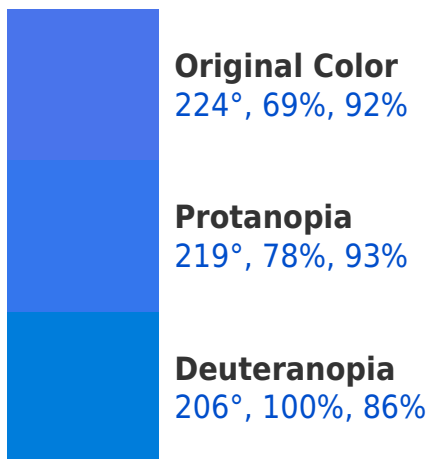 Original Color
224°, 69%, 92%
Protanopia
219°, 78%, 93%
Deuteranopia
206°, 100%, 86%